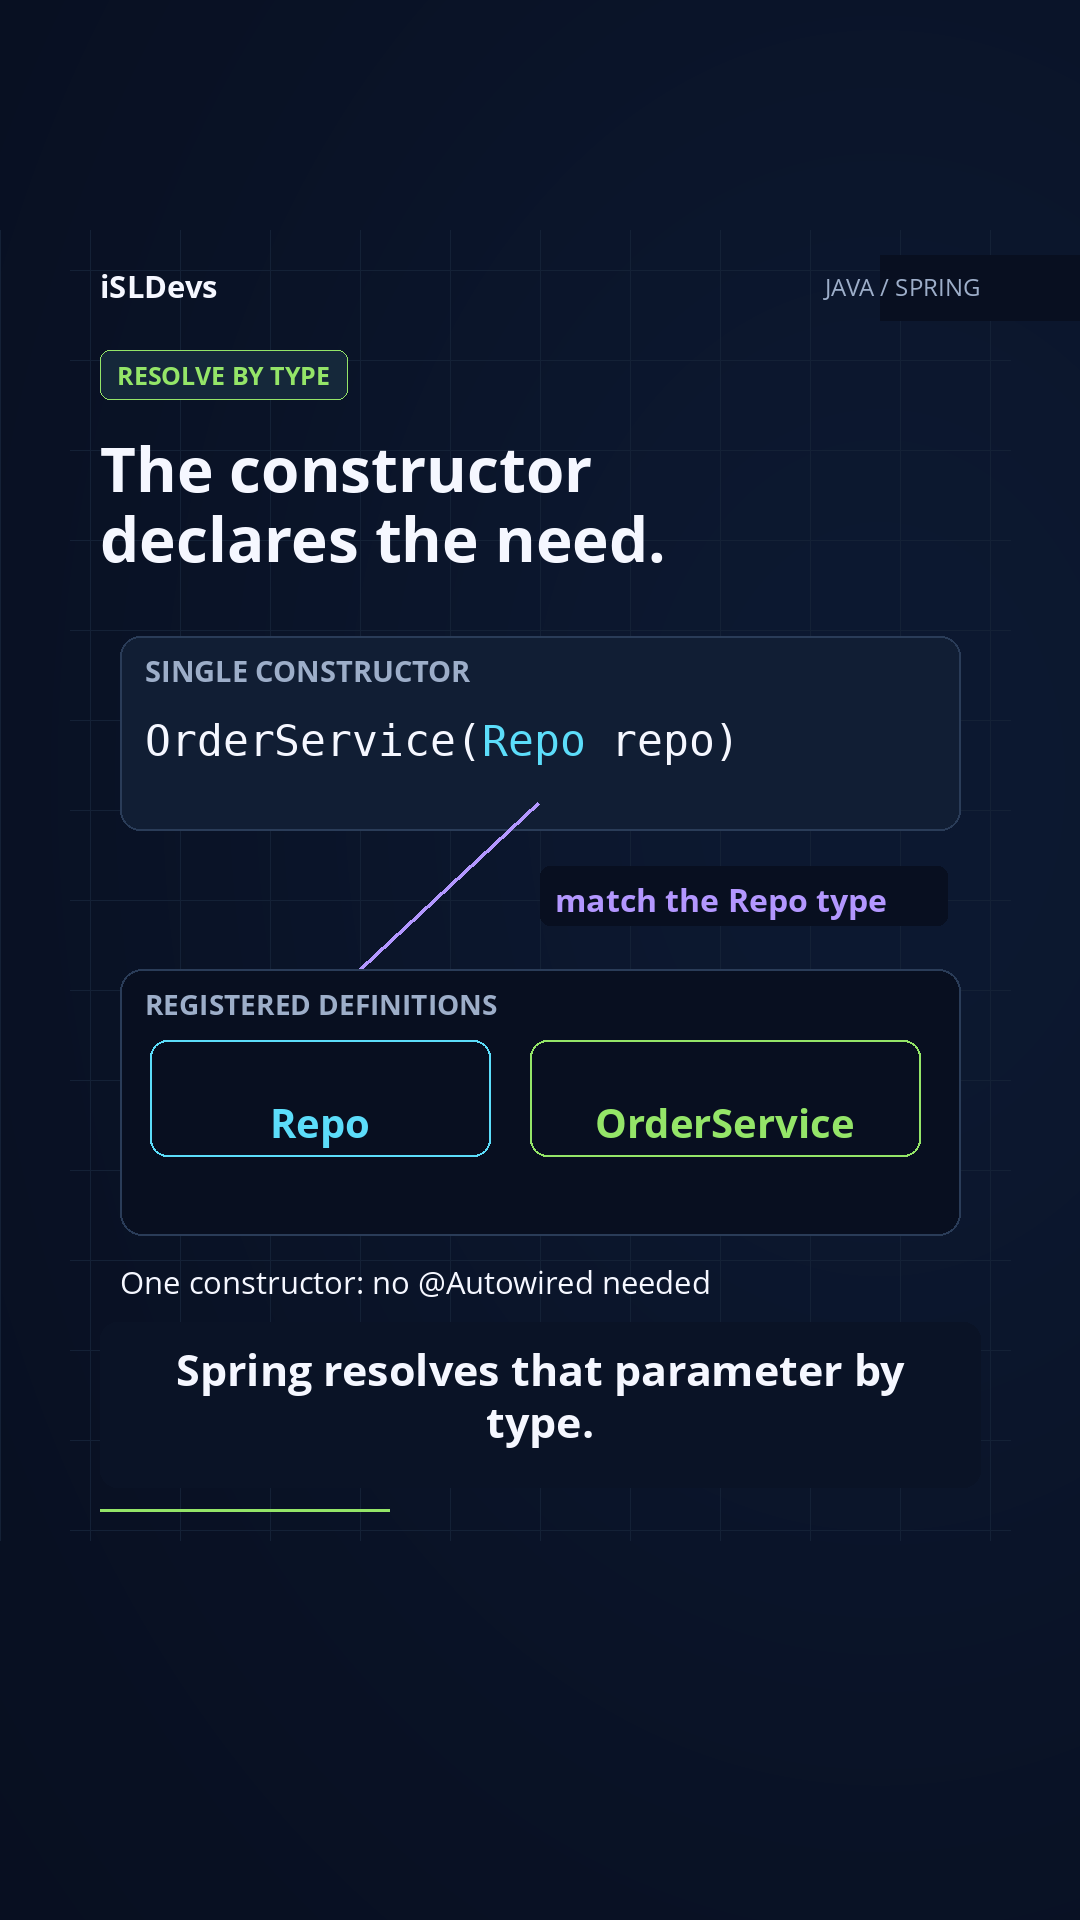 iSLDevs
JAVA / SPRING
RESOLVE BY TYPE
The constructor
declares the need.
SINGLE CONSTRUCTOR
OrderService(Repo repo)
match the Repo type
REGISTERED DEFINITIONS
Repo
OrderService
One constructor: no @Autowired needed
Spring resolves that parameter by
type.